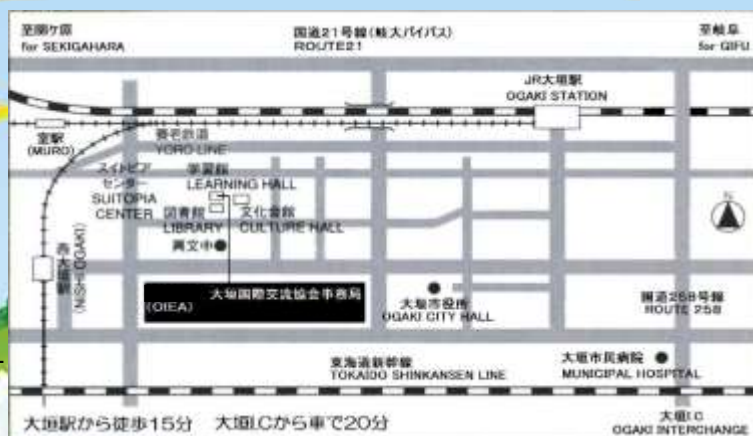 至関ケ原
for SEKIGAHARA
国道21号線(岐大バイパス)
ROUTE21
至岐阜
for GIFU
JR大垣駅
OGAKI STATION
室駅
(MURO)
養老鉄道
YORO LINE
スイトピア
センター
SUITOPIA
CENTER
学習館
LEARNING HALL
図書館
LIBRARY
文化会館
CULTURE HALL
興文中
N
西大垣駅
(NISHI OGAKI)
大垣国際交流協会事務局
(OIEA)
大垣市役所
OGAKI CITY HALL
国道258号線
ROUTE 258
東海道新幹線
TOKAIDO SHINKANSEN LINE
大垣市民病院
MUNICIPAL HOSPITAL
大垣駅から徒歩15分 大垣I.Cから車で20分
大垣I.C
OGAKI INTERCHANGE